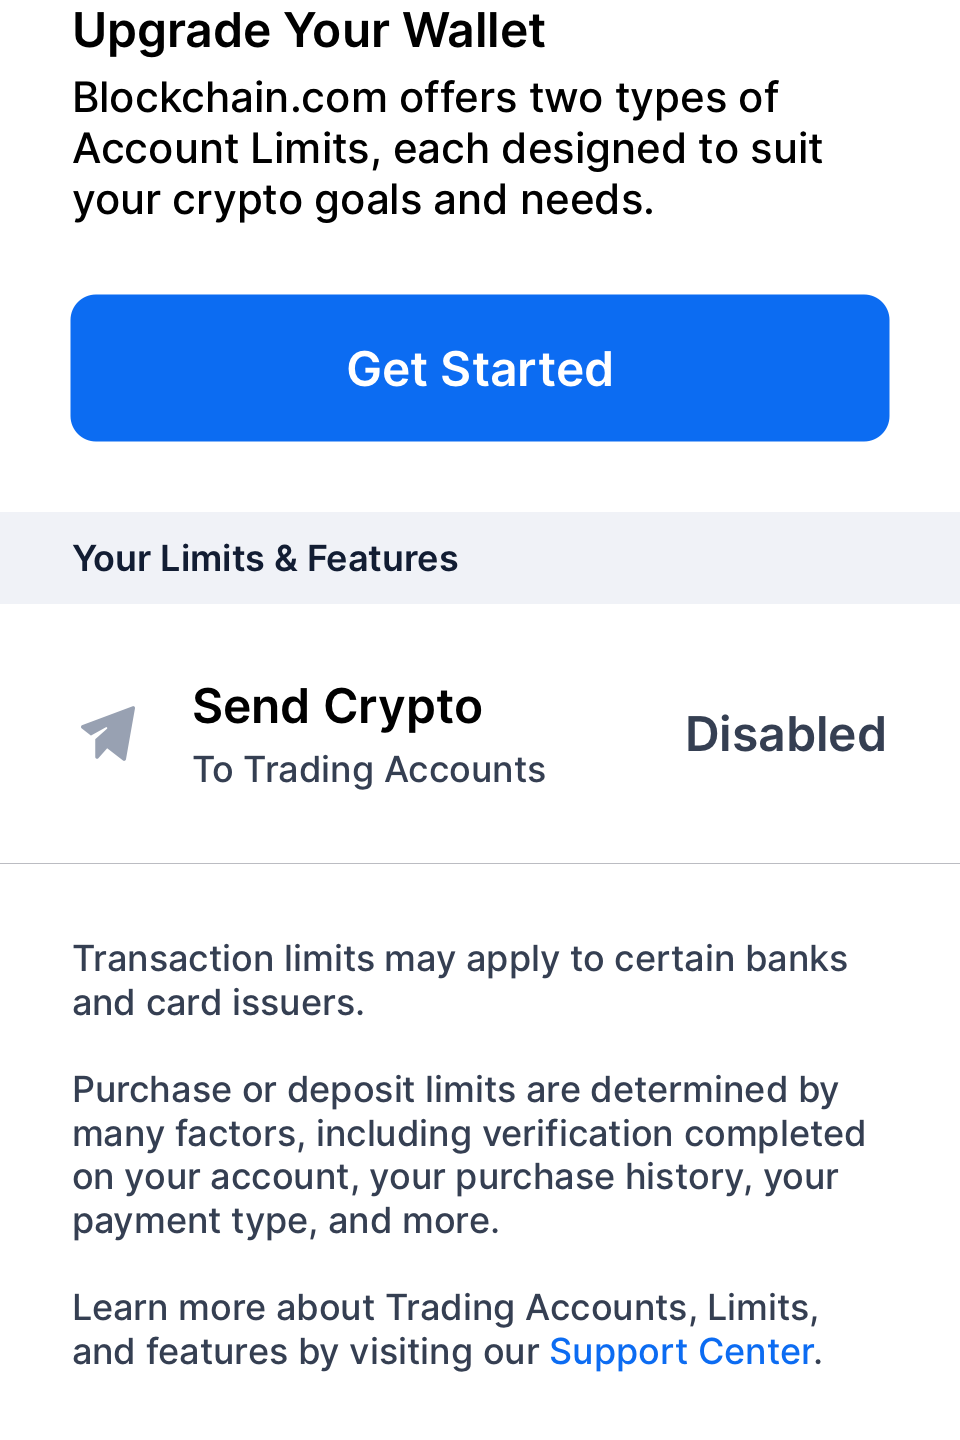 Upgrade Your Wallet
Blockchain.com offers two types of
Account Limits, each designed to suit
your crypto goals and needs.
Get Started
Your Limits & Features
Send Crypto
To Trading Accounts
Disabled
Transaction limits may apply to certain banks
and card issuers.
Purchase or deposit limits are determined by
many factors, including verification completed
on your account, your purchase history, your
payment type, and more.
Learn more about Trading Accounts, Limits,
and features by visiting our Support Center.